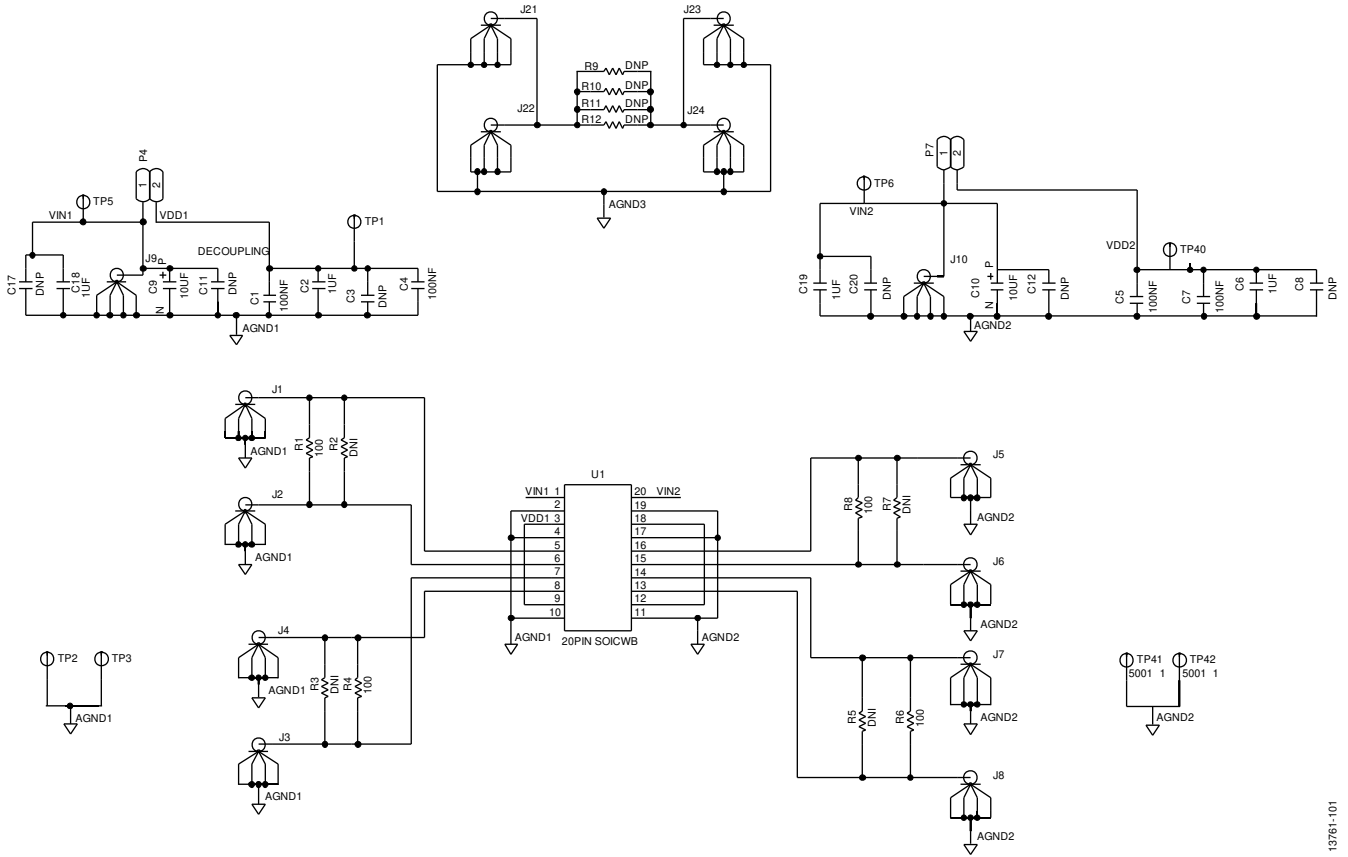 J21
J23
R9 DNP
R10 DNP
R11 DNP
R12 DNP
J22
J24
AGND3
P4
1
2
TP5
VIN1
VDD1
TP1
DECOUPLING
J9
P
+
N
C17
DNP
C18
1UF
C9
10UF
C11
DNP
C1
100NF
C2
1UF
C3
DNP
C4
100NF
AGND1
P7
1
2
TP6
VIN2
VDD2
TP40
J10
P
+
N
C19
1UF
C20
DNP
C10
10UF
C12
DNP
C5
100NF
C7
100NF
C6
1UF
C8
DNP
AGND2
J1
AGND1
R1
100
R2
DNI
J2
AGND1
J4
AGND1
R3
DNI
R4
100
J3
AGND1
U1
VIN1 1
2
VDD1 3
4
5
6
7
8
9
10
20 VIN2
19
18
17
16
15
14
13
12
11
AGND1
20PIN SOICWB
AGND2
J5
AGND2
R8
100
R7
DNI
J6
AGND2
J7
AGND2
R5
DNI
R6
100
J8
AGND2
TP2
TP3
AGND1
TP41
5001 1
TP42
5001 1
AGND2
13761-101